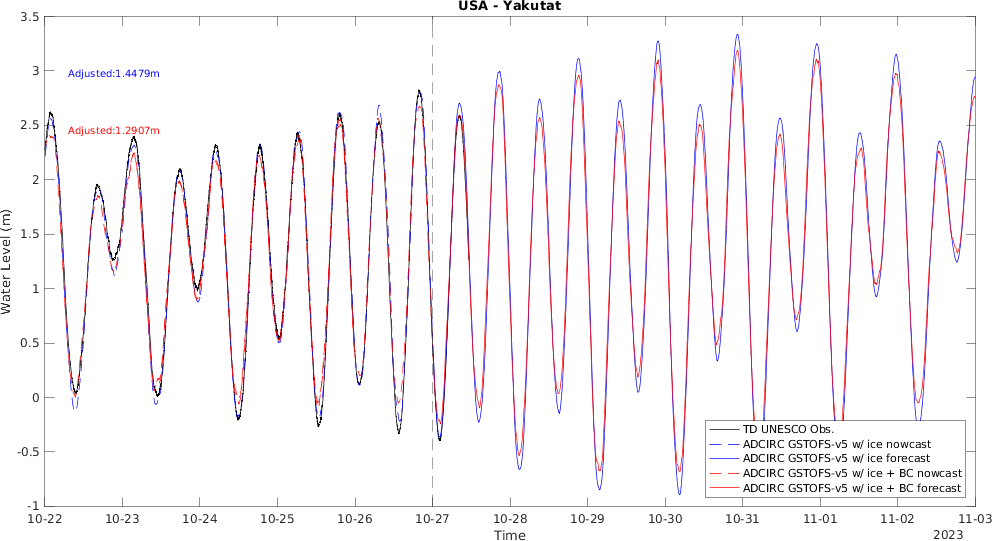 USA - Yakutat
3.5
3
2.5
2
1.5
1
0.5
0
-0.5
-1
Water Level (m)
Adjusted:1.4479m
Adjusted:1.2907m
TD UNESCO Obs.
ADCIRC GSTOFS-v5 w/ ice nowcast
ADCIRC GSTOFS-v5 w/ ice forecast
ADCIRC GSTOFS-v5 w/ ice + BC nowcast
ADCIRC GSTOFS-v5 w/ ice + BC forecast
10-22 10-23 10-24 10-25 10-26 10-27 10-28 10-29 10-30 10-31 11-01 11-02 11-03
Time
2023